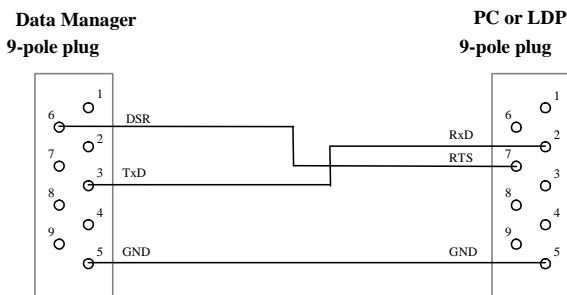 Data Manager
9-pole plug
PC or LDP
9-pole plug
1
6
DSR
2
7
3
TxD
8
4
9
5
GND
1
6
RxD
2
RTS
7
3
8
4
9
GND
5